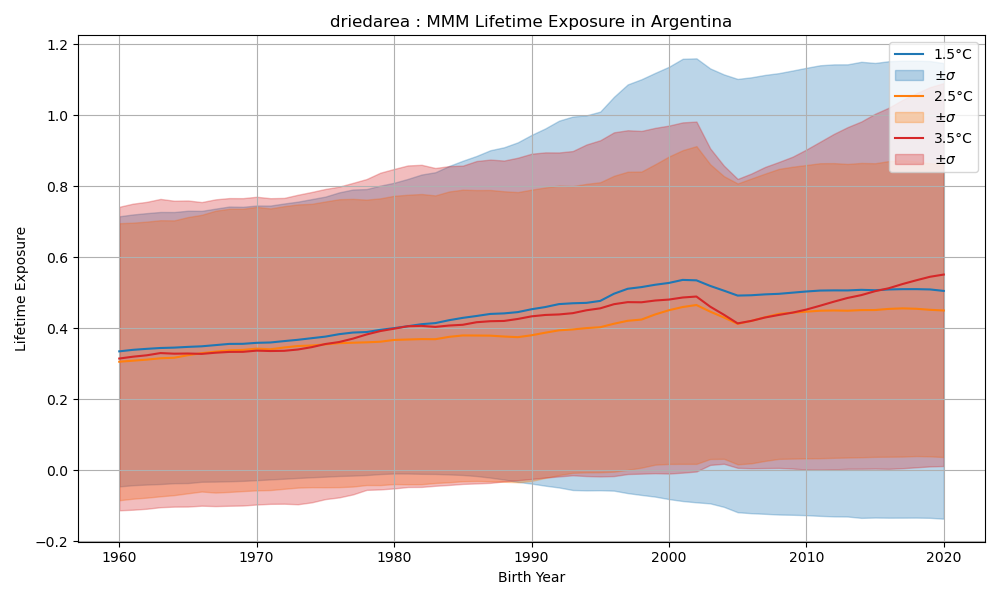 driedarea : MMM Lifetime Exposure in Argentina
Lifetime Exposure
1.2
1.0
0.8
0.6
0.4
0.2
0.0
−0.2
1960
1970
1980
1990
2000
2010
2020
Birth Year
1.5°C
±σ
2.5°C
±σ
3.5°C
±σ